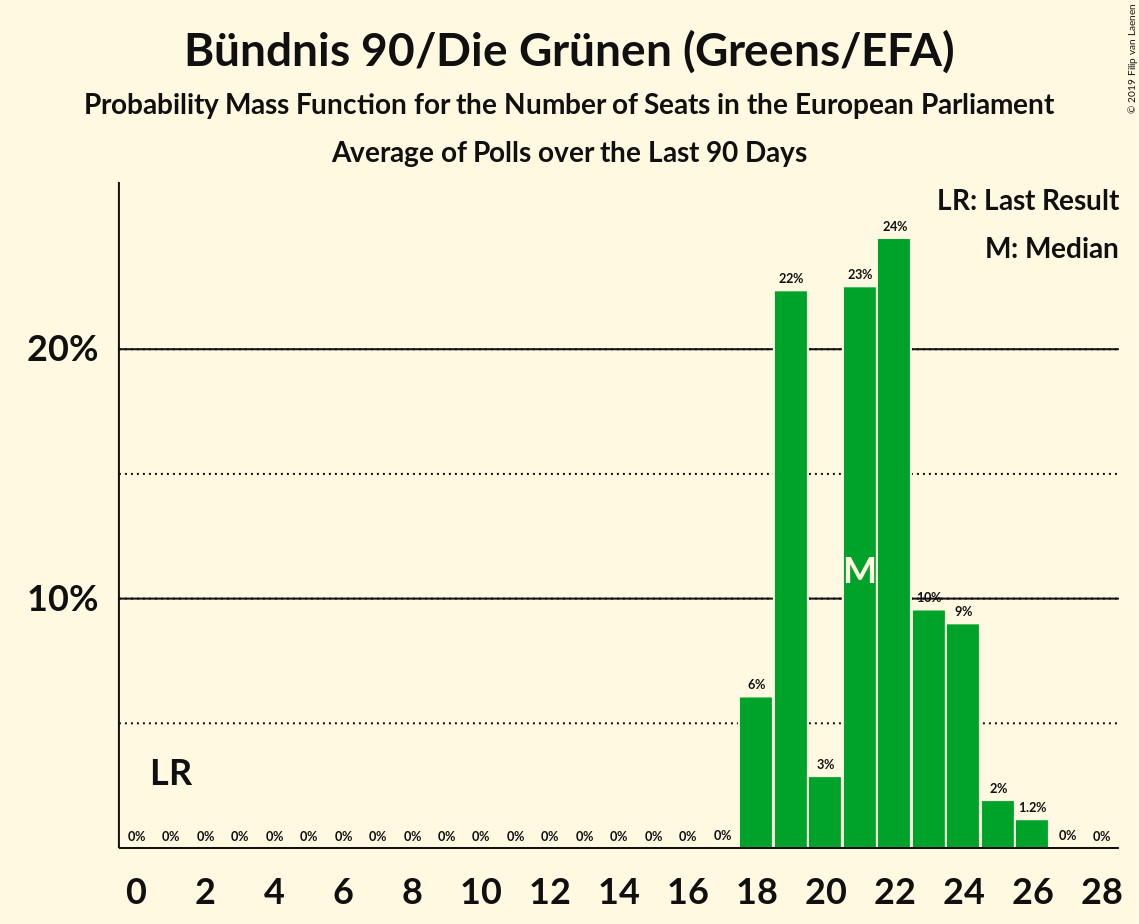 Bündnis 90/Die Grünen (Greens/EFA)
Probability Mass Function for the Number of Seats in the European Parliament
Average of Polls over the Last 90 Days
© 2019 Filip van Laenen
LR: Last Result
M: Median
24%
23%
22%
20%
M
10%
10%
9%
6%
3%
LR
2%
1.2%
0% 0% 0% 0% 0% 0% 0% 0% 0% 0% 0% 0% 0% 0% 0% 0% 0% 0% 0% 0%
0 2 4 6 8 10 12 14 16 18 20 22 24 26 28